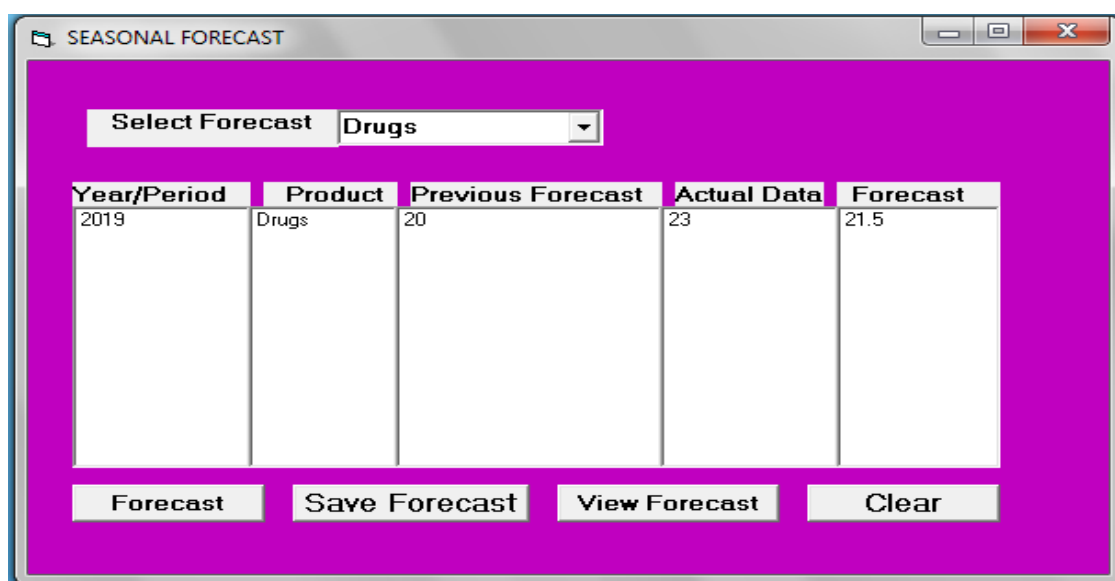 SEASONAL FORECAST
Select Forecast Drugs
Year/Period Product Previous Forecast Actual Data Forecast
2019 Drugs 20 23 21.5
Forecast Save Forecast View Forecast Clear